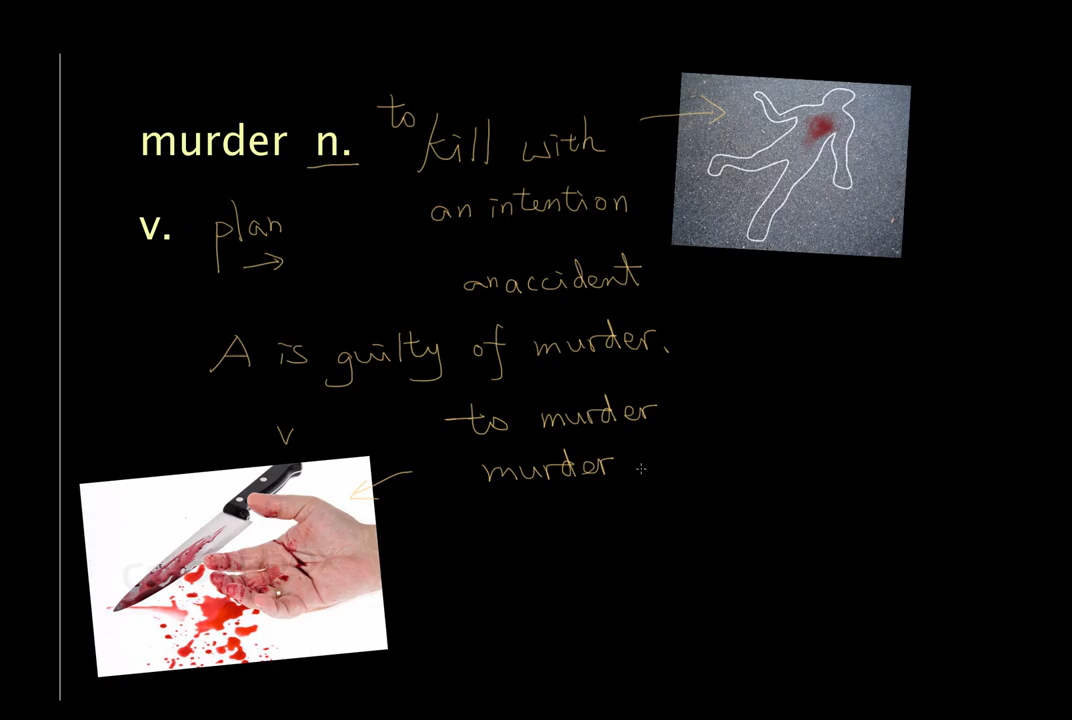 murder n. to kill with
an intention
v. plan
an accident
A is guilty of murder.
to murder
v
murder